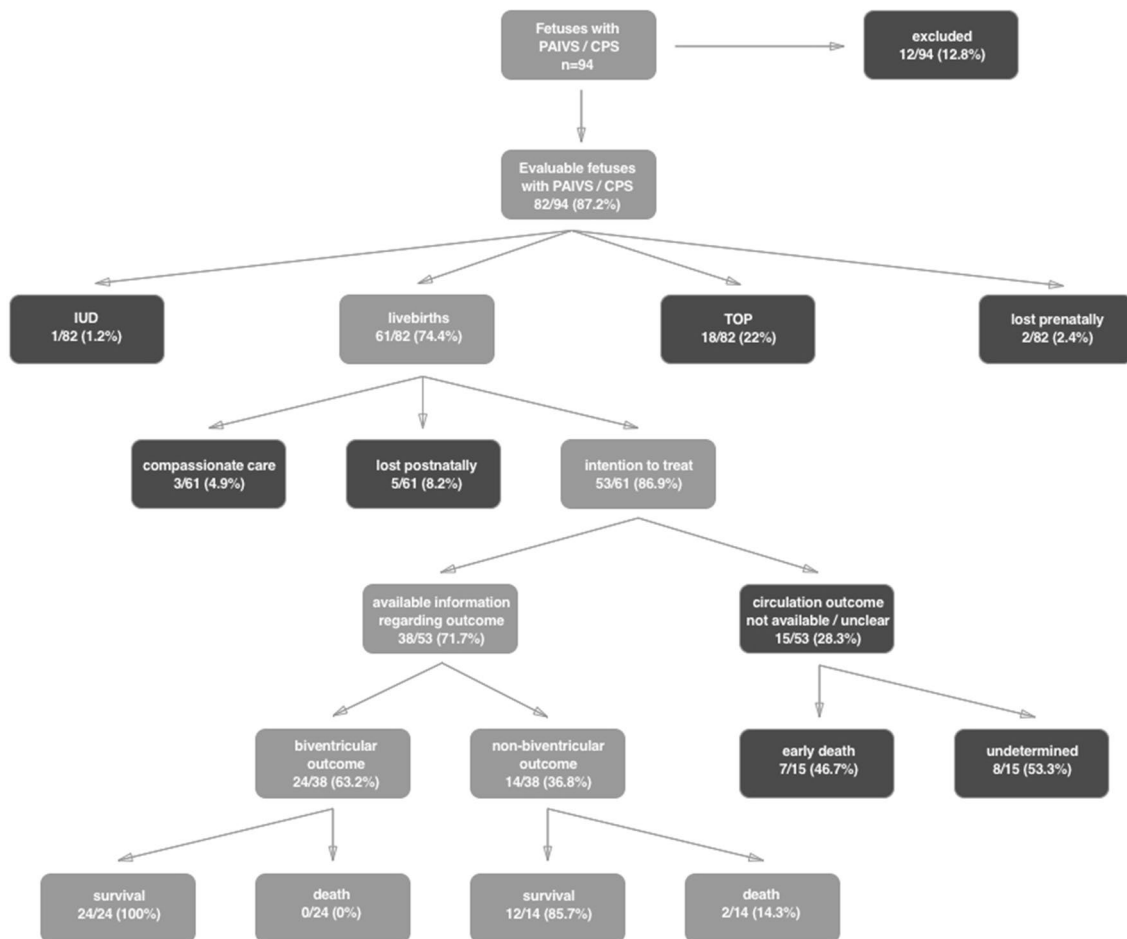 Fetuses with
PAIVS / CPS
n=94
excluded
12/94 (12.8%)
Evaluable fetuses
with PAIVS / CPS
82/94 (87.2%)
IUD
1/82 (1.2%)
livebirths
61/82 (74.4%)
TOP
18/82 (22%)
lost prenatally
2/82 (2.4%)
compassionate care
3/61 (4.9%)
lost postnatally
5/61 (8.2%)
intention to treat
53/61 (86.9%)
available information
regarding outcome
38/53 (71.7%)
circulation outcome
not available / unclear
15/53 (28.3%)
biventricular
outcome
24/38 (63.2%)
non-biventricular
outcome
14/38 (36.8%)
early death
7/15 (46.7%)
undetermined
8/15 (53.3%)
survival
24/24 (100%)
death
0/24 (0%)
survival
12/14 (85.7%)
death
2/14 (14.3%)